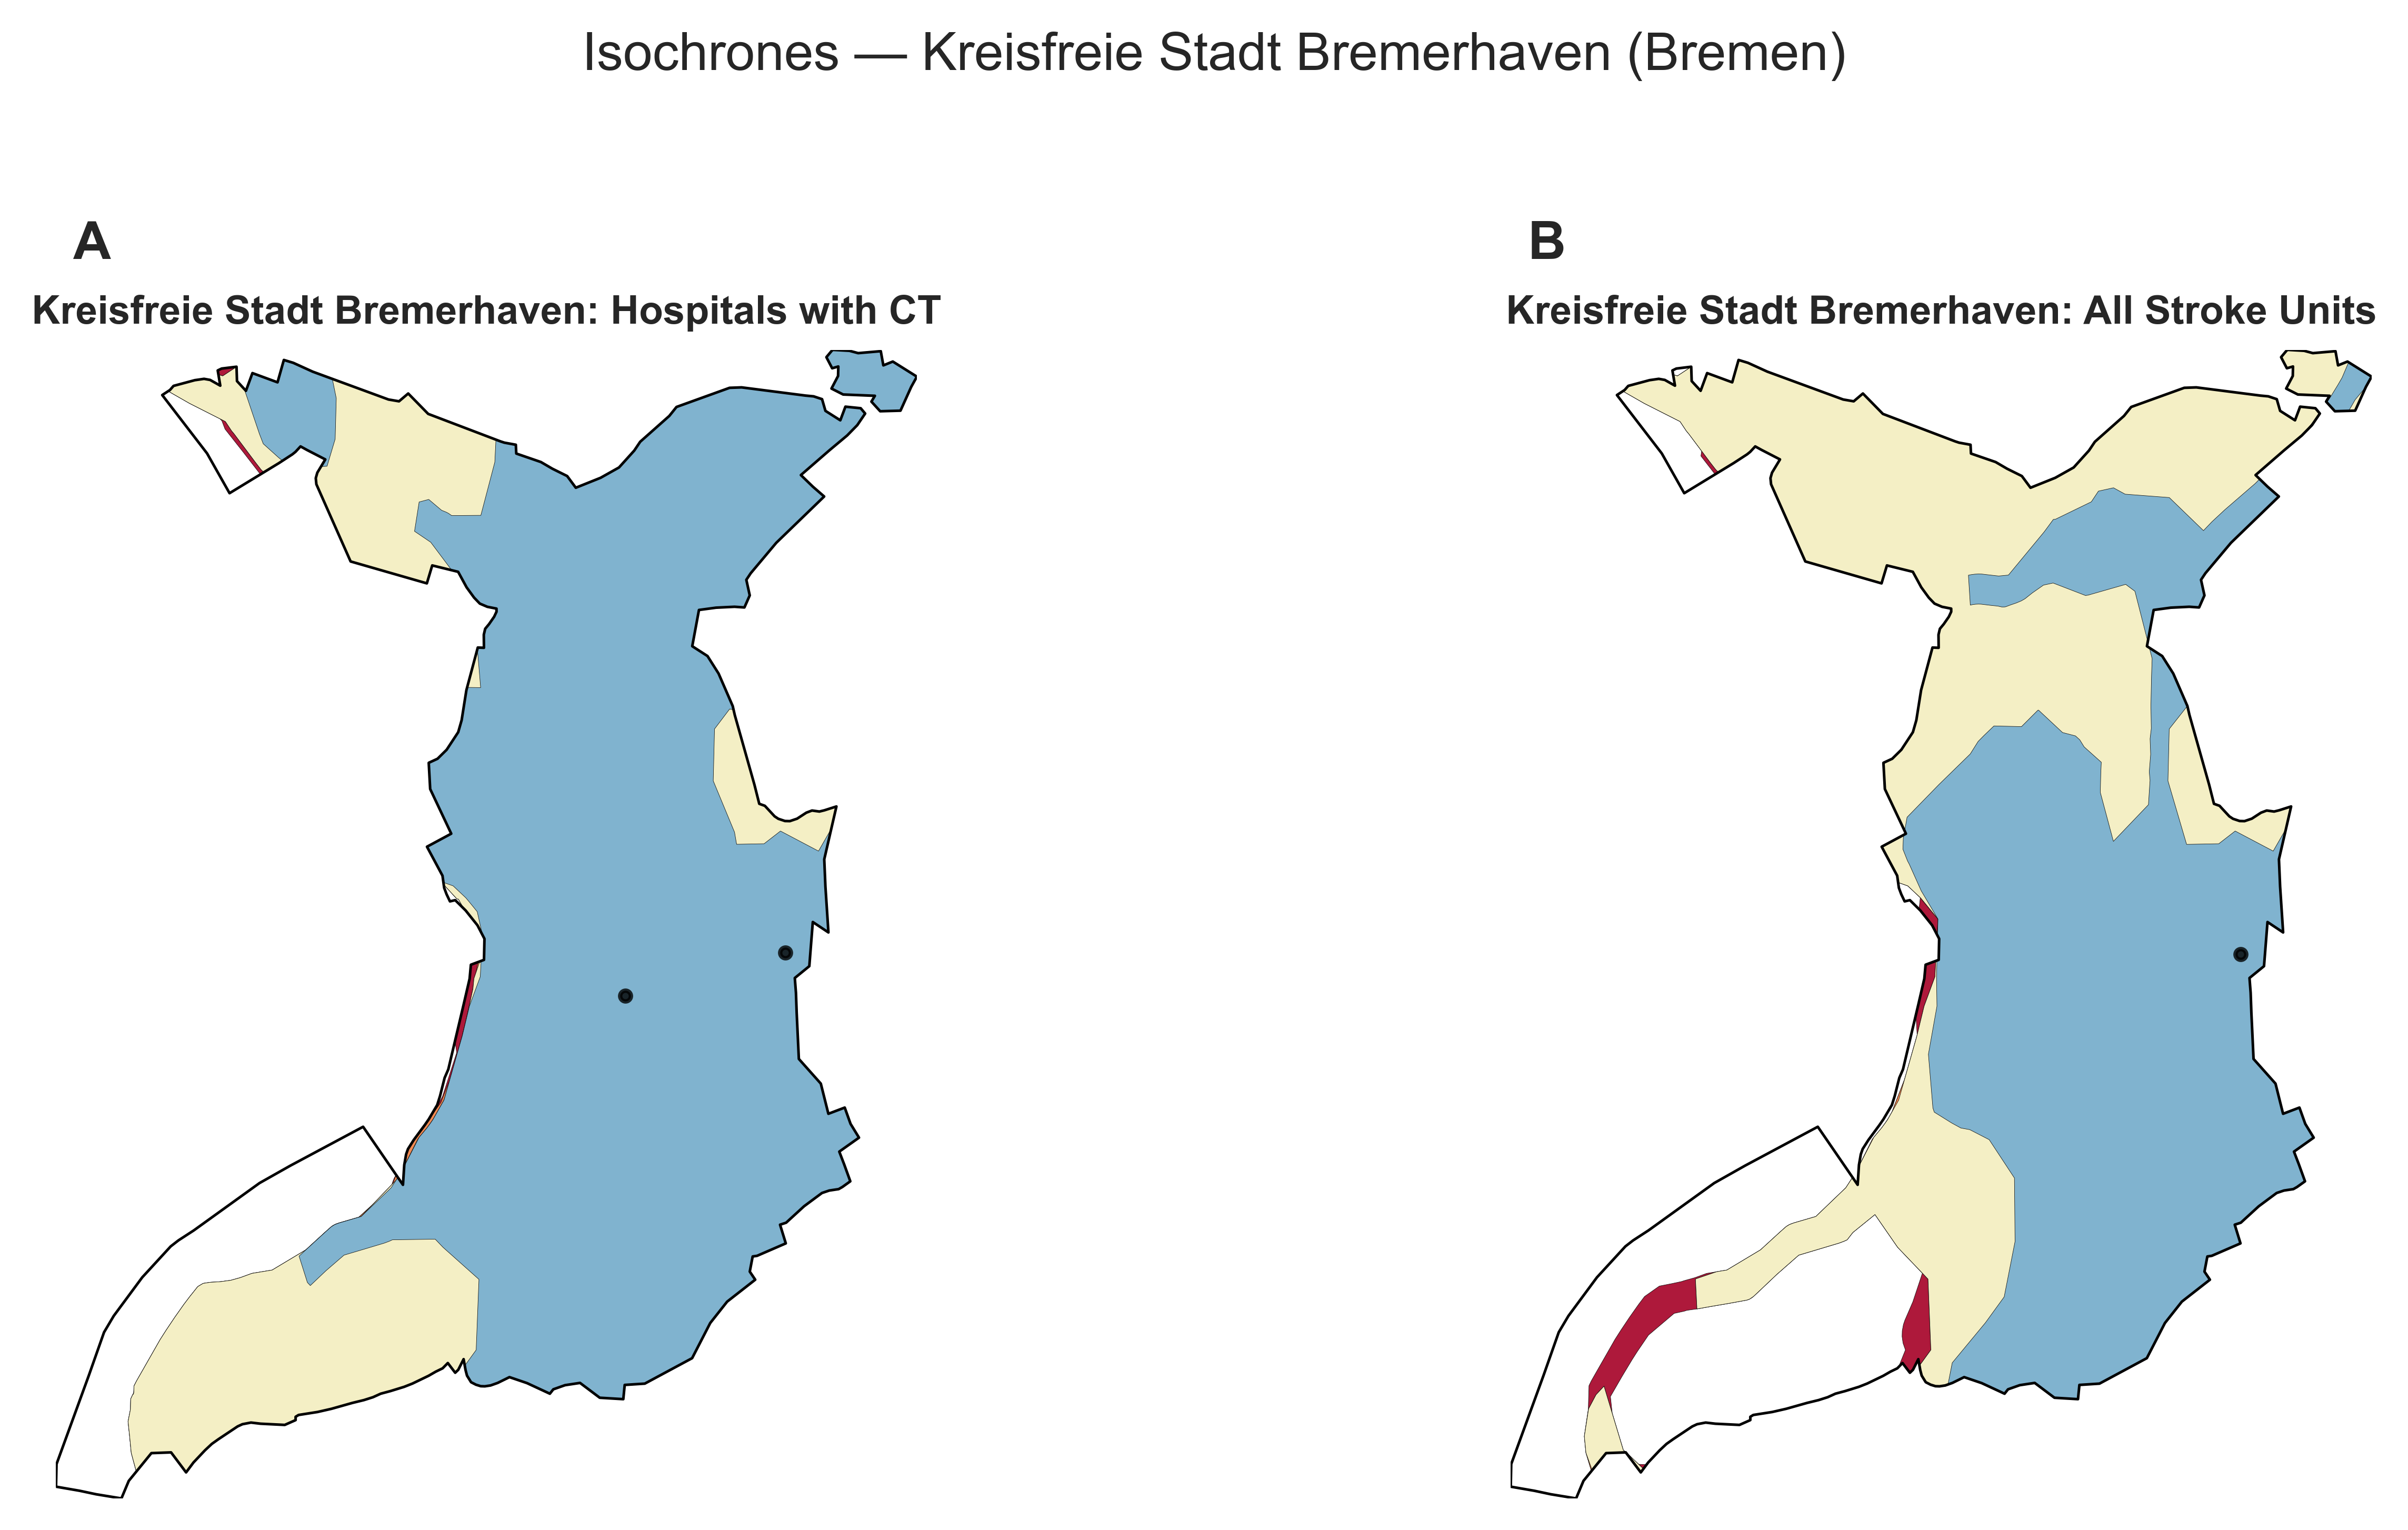 Isochrones — Kreisfreie Stadt Bremerhaven (Bremen)
A
Kreisfreie Stadt Bremerhaven: Hospitals with CT
B
Kreisfreie Stadt Bremerhaven: All Stroke Units